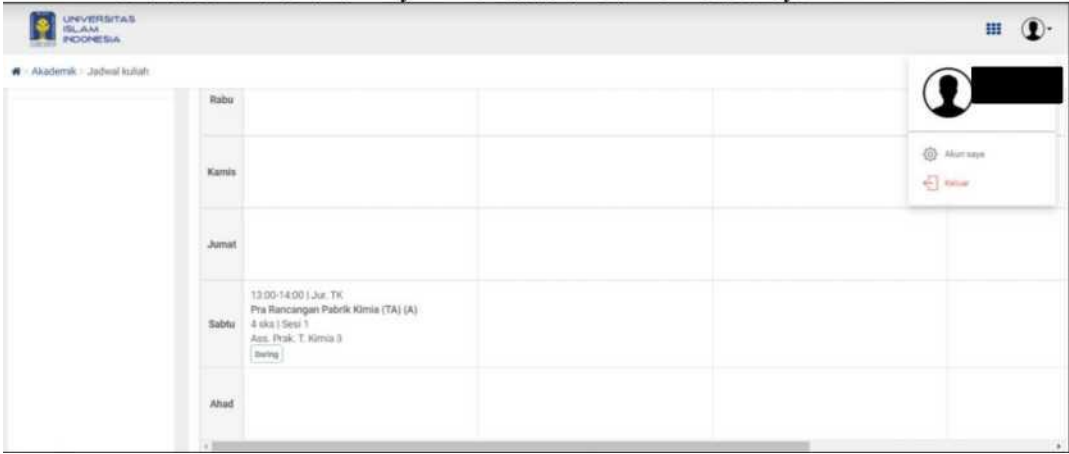 UNIVERSITAS
ISLAM
INDONESIA
Akademik > Jadwal kuliah
Akun saya
Keluar
Rabu
Kamis
Jumat
Sabtu
13:00-14:00 | Jur. TK
Pra Rancangan Pabrik Kimia (TA) (A)
4 sks | Sesi 1
Ass. Prak. T. Kimia 3
Daring
Ahad